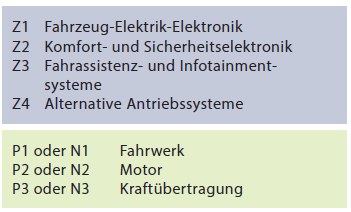 Z1 Fahrzeug-Elektrik-Elektronik
Z2 Komfort- und Sicherheitselektronik
Z3 Fahrassistenz- und Infotainment-
systeme
Z4 Alternative Antriebssysteme
P1 oder N1 Fahrwerk
P2 oder N2 Motor
P3 oder N3 Kraftübertragung